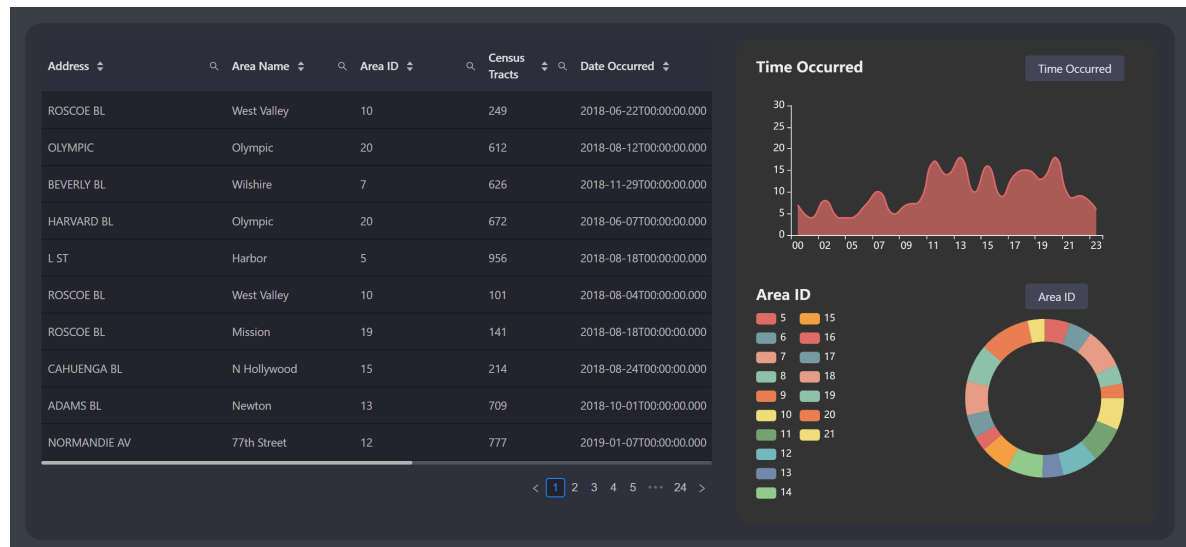 Address Area Name Area ID Census Tracts Date Occurred
ROSCOE BL West Valley 10 249 2018-06-22T00:00:00.000
OLYMPIC Olympic 20 612 2018-08-12T00:00:00.000
BEVERLY BL Wilshire 7 626 2018-11-29T00:00:00.000
HARVARD BL Olympic 20 672 2018-06-07T00:00:00.000
L ST Harbor 5 956 2018-08-18T00:00:00.000
ROSCOE BL West Valley 10 101 2018-08-04T00:00:00.000
ROSCOE BL Mission 19 141 2018-08-18T00:00:00.000
CAHUENGA BL N Hollywood 15 214 2018-08-24T00:00:00.000
ADAMS BL Newton 13 709 2018-10-01T00:00:00.000
NORMANDIE AV 77th Street 12 777 2019-01-07T00:00:00.000
< 1 2 3 4 5 ••• 24 >
Time Occurred Time Occurred
30
25
20
15
10
5
0
00 02 05 07 09 11 13 15 17 19 21 23
Area ID Area ID
5 15
6 16
7 17
8 18
9 19
10 20
11 21
12
13
14